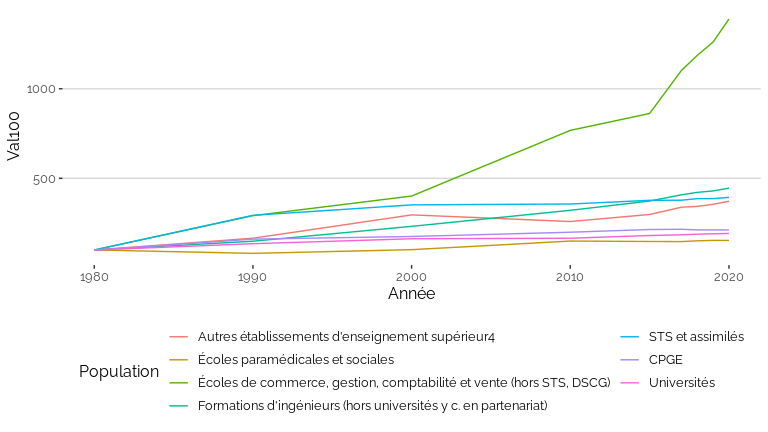 1000
500
Val100
1980 1990 2000 2010 2020
Année
Population
Autres établissements d'enseignement supérieur4
Écoles paramédicales et sociales
Écoles de commerce, gestion, comptabilité et vente (hors STS, DSCG)
Formations d'ingénieurs (hors universités y c. en partenariat)
STS et assimilés
CPGE
Universités